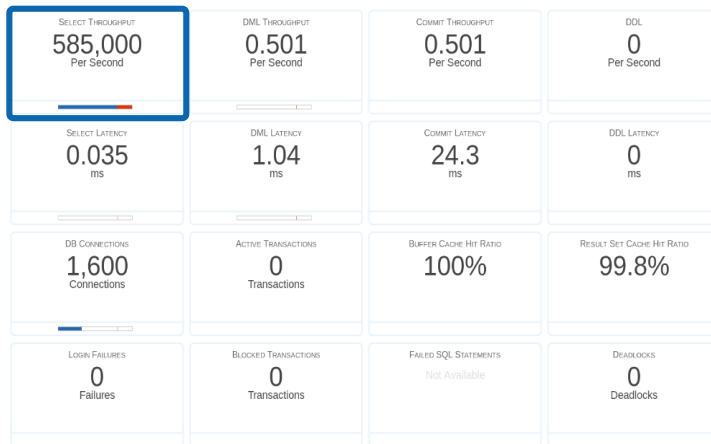 Select Throughput
585,000
Per Second
DML Throughput
0.501
Per Second
Commit Throughput
0.501
Per Second
DDL
0
Per Second
Select Latency
0.035
ms
DML Latency
1.04
ms
Commit Latency
24.3
ms
DDL Latency
0
ms
DB Connections
1,600
Connections
Active Transactions
0
Transactions
Buffer Cache Hit Ratio
100%
Result Set Cache Hit Ratio
99.8%
Login Failures
0
Failures
Blocked Transactions
0
Transactions
Failed SQL Statements
Not Available
Deadlocks
0
Deadlocks